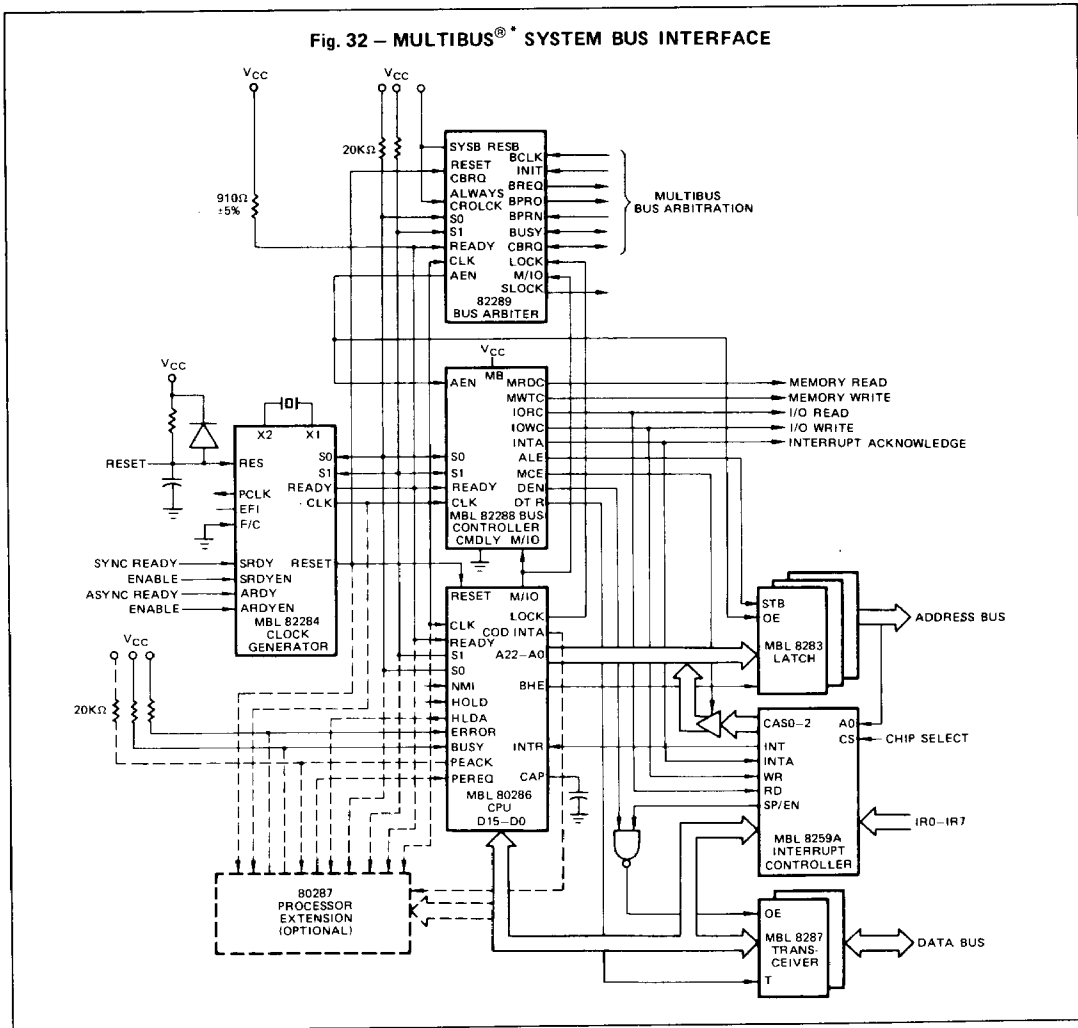 Fig. 32 – MULTIBUS®* SYSTEM BUS INTERFACE
VCC
VCC
20KΩ
910Ω
±5%
SYSB RESB
RESET
CBRQ
ALWAYS
CROLCK
S0
S1
READY
CLK
AEN
BCLK
INIT
BREQ
BPRO
BPRN
BUSY
CBRQ
LOCK
M/IO
SLOCK
82289
BUS ARBITER
MULTIBUS
BUS ARBITRATION
VCC
MB
AEN
S0
S1
READY
CLK
MRDC
MWTC
IORC
IOWC
INTA
ALE
MCE
DEN
DT R
MBL 82288 BUS
CONTROLLER
CMDLY M/IO
MEMORY READ
MEMORY WRITE
I/O READ
I/O WRITE
INTERRUPT ACKNOWLEDGE
VCC
RESET
X2 X1
RES
PCLK
EFI
F/C
S0
S1
READY
CLK
RESET
SYNC READY
ENABLE
ASYNC READY
ENABLE
SRDY
SRDYEN
ARDY
ARDYEN
MBL 82284
CLOCK
GENERATOR
VCC
20KΩ
RESET M/IO
CLK
READY
S1
S0
NMI
HOLD
HLDA
ERROR
BUSY
PEACK
PEREQ
LOCK
COD INTA
A22–A0
BHE
INTR
CAP
MBL 80286
CPU
D15–D0
STB
OE
MBL 8283
LATCH
ADDRESS BUS
CAS0-2
A0
CS
CHIP SELECT
INT
INTA
WR
RD
SP/EN
MBL 8259A
INTERRUPT
CONTROLLER
IR0–IR7
80287
PROCESSOR
EXTENSION
(OPTIONAL)
OE
MBL 8287
TRANS-
CEIVER
T
DATA BUS